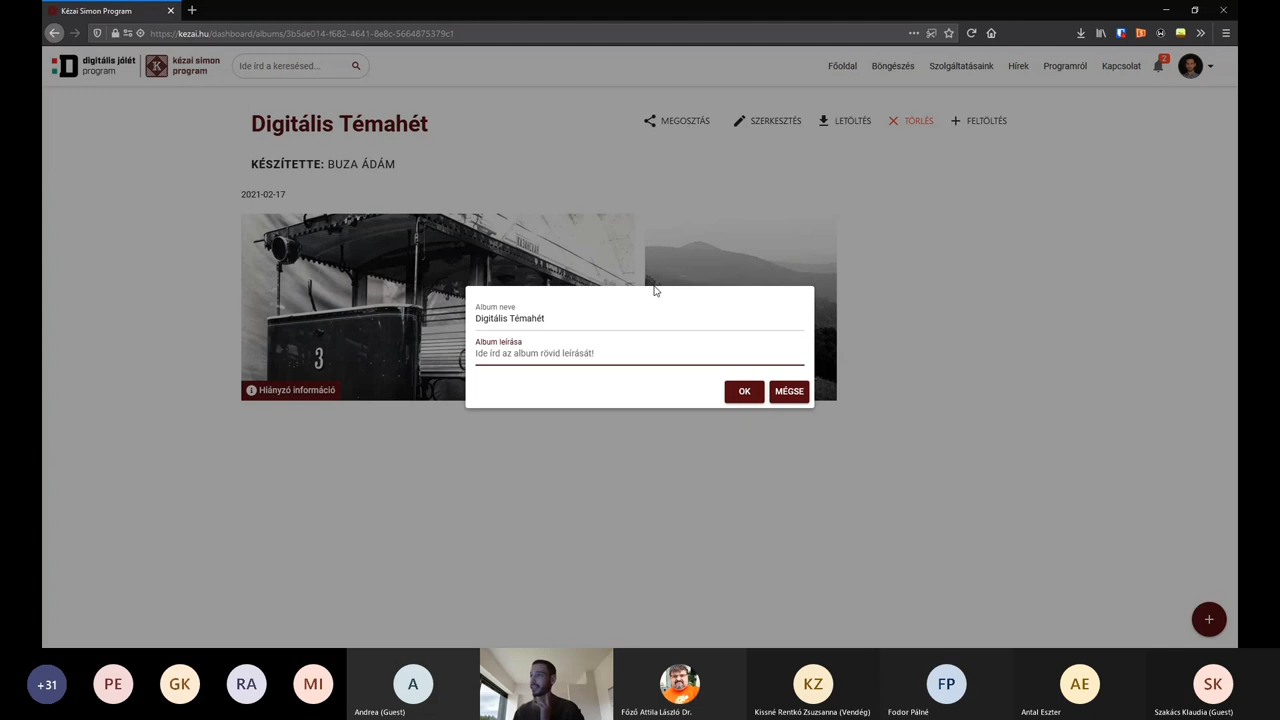 Kézai Simon Program
https://kezai.hu/dashboard/albums/3b5de014-f682-4641-8e8c-5664875379c1
digitális jólét
program
kézai simon
program
Ide írd a keresésed...
Főoldal
Böngészés
Szolgáltatásaink
Hírek
Programról
Kapcsolat
2
Digitális Témahét
MEGOSZTÁS
SZERKESZTÉS
LETÖLTÉS
TÖRLÉS
FELTÖLTÉS
KÉSZÍTETTE: BUZA ÁDÁM
2021-02-17
3
Hiányzó információ
Album neve
Digitális Témahét
Album leírása
Ide írd az album rövid leírását!
OK
MÉGSE
+31
PE
GK
RA
MI
A
Andrea (Guest)
Főző Attila László Dr.
KZ
Kissné Rentkó Zsuzsanna (Vendég)
FP
Fodor Pálné
AE
Antal Eszter
SK
Szakács Klaudia (Guest)